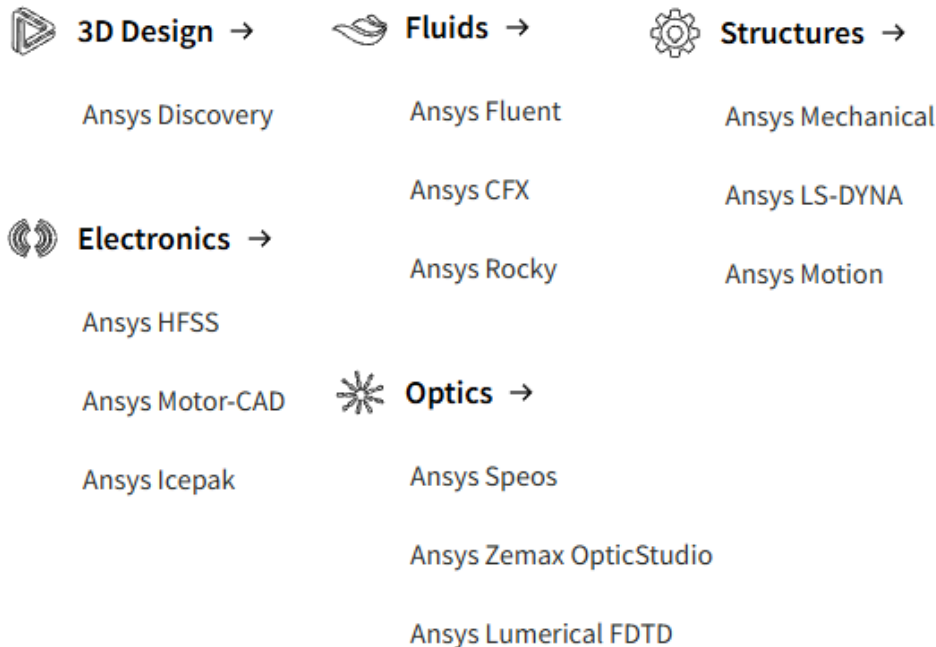 3D Design →
Ansys Discovery
Electronics →
Ansys HFSS
Ansys Motor-CAD
Ansys Icepak
Fluids →
Ansys Fluent
Ansys CFX
Ansys Rocky
Optics →
Ansys Speos
Ansys Zemax OpticStudio
Ansys Lumerical FDTD
Structures →
Ansys Mechanical
Ansys LS-DYNA
Ansys Motion